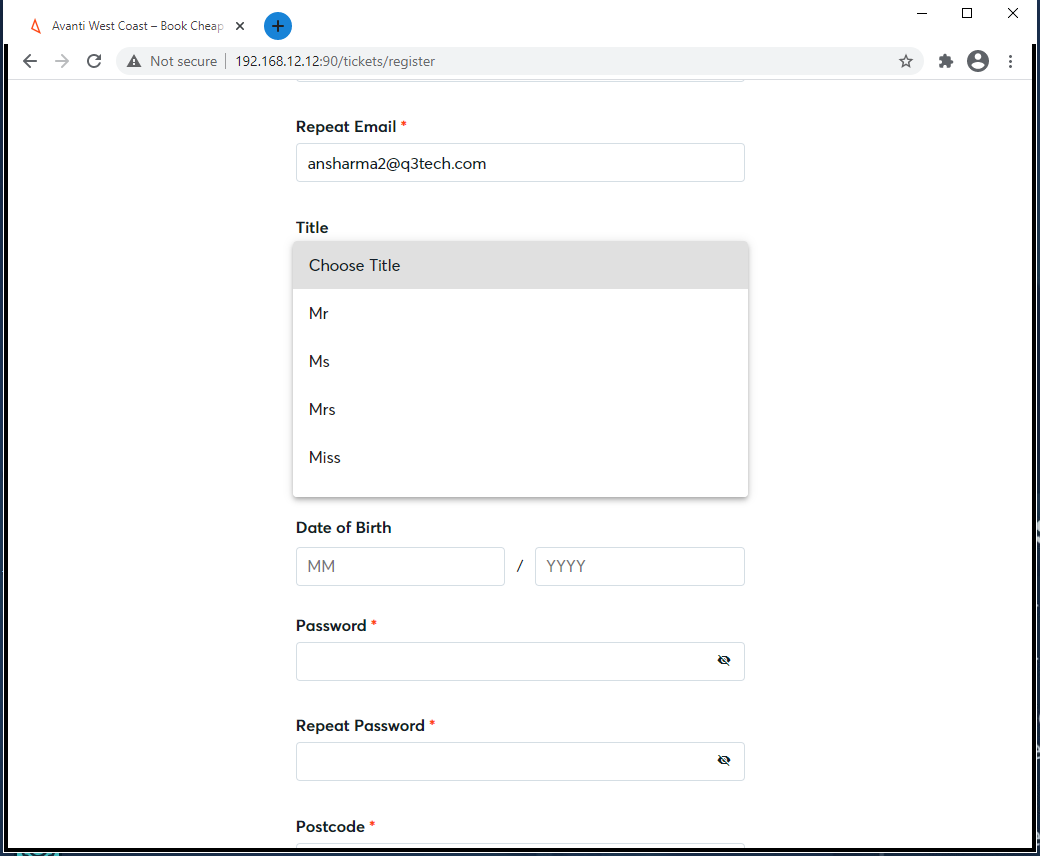 Avanti West Coast – Book Cheap
Not secure | 192.168.12.12:90/tickets/register
Repeat Email *
ansharma2@q3tech.com
Title
Choose Title
Mr
Ms
Mrs
Miss
Date of Birth
MM / YYYY
Password *
Repeat Password *
Postcode *